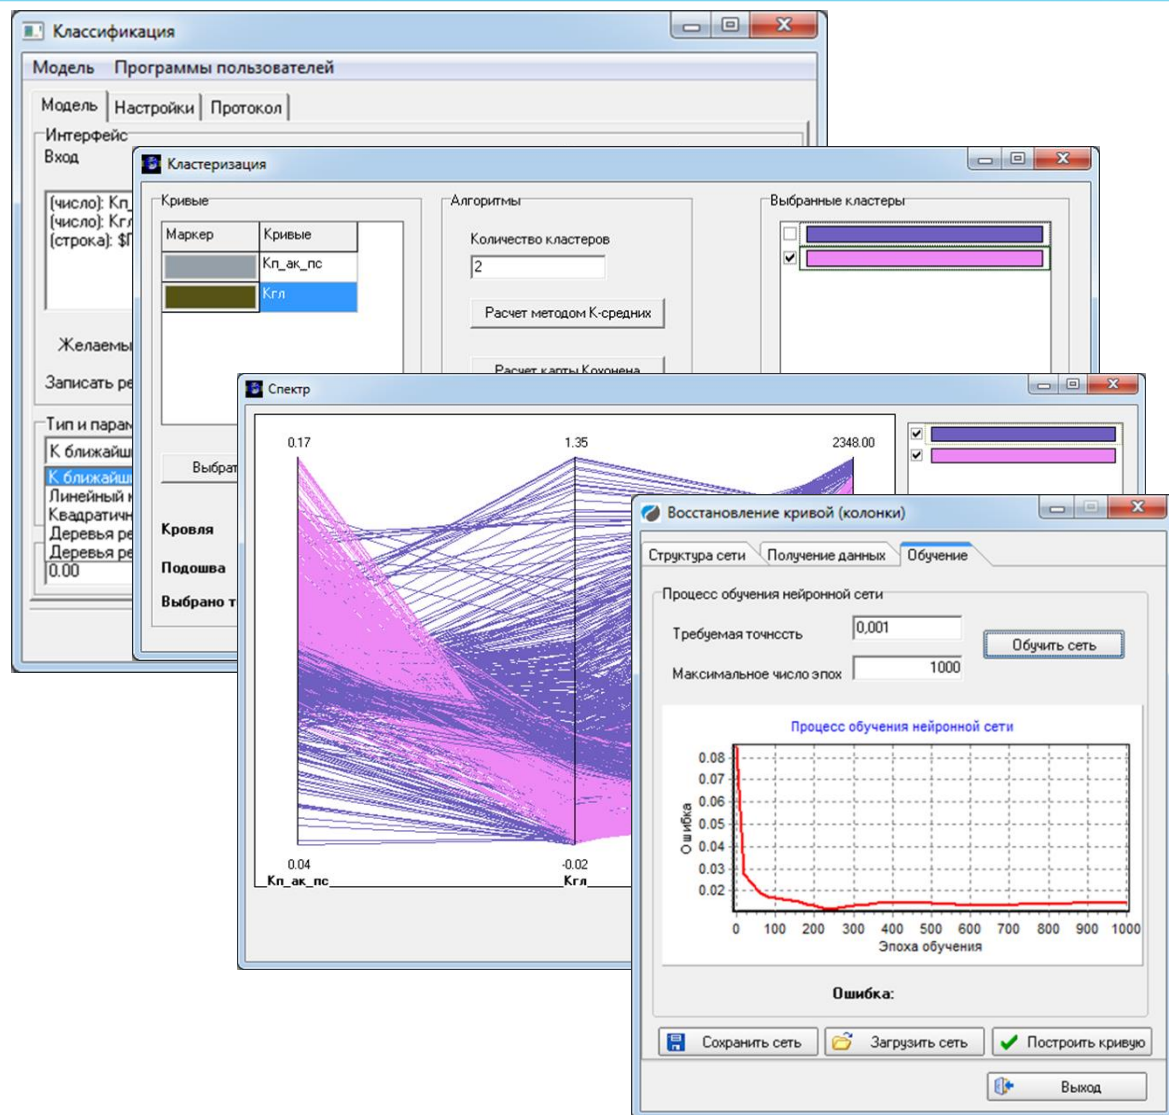 Классификация
Модель Программы пользователей
Модель Настройки Протокол
Интерфейс
Вход
(число): Кп_
(число): Кгл
(строка): $П
Желаемы
Записать ре
Тип и парам
К ближайш
К ближайш
Линейный к
Квадратичн
Деревья ре
Деревья ре
0.00
Кластеризация
Кривые
Маркер Кривые
Кп_ак_пс
Кгл
Выбрат
Кровля
Подошва
Выбрано т
Алгоритмы
Количество кластеров
2
Расчет методом К-средних
Расчет карты Кохонена
Выбранные кластеры
Спектр
0.17 1.35 2348.00
0.04 -0.02
Кп_ак_пс Кгл
Восстановление кривой (колонки)
Структура сети Получение данных Обучение
Процесс обучения нейронной сети
Требуемая точность 0,001
Обучить сеть
Максимальное число эпох 1000
Процесс обучения нейронной сети
Ошибка
0.08
0.07
0.06
0.05
0.04
0.03
0.02
0 100 200 300 400 500 600 700 800 900 1000
Эпоха обучения
Ошибка:
Сохранить сеть Загрузить сеть Построить кривую
Выход